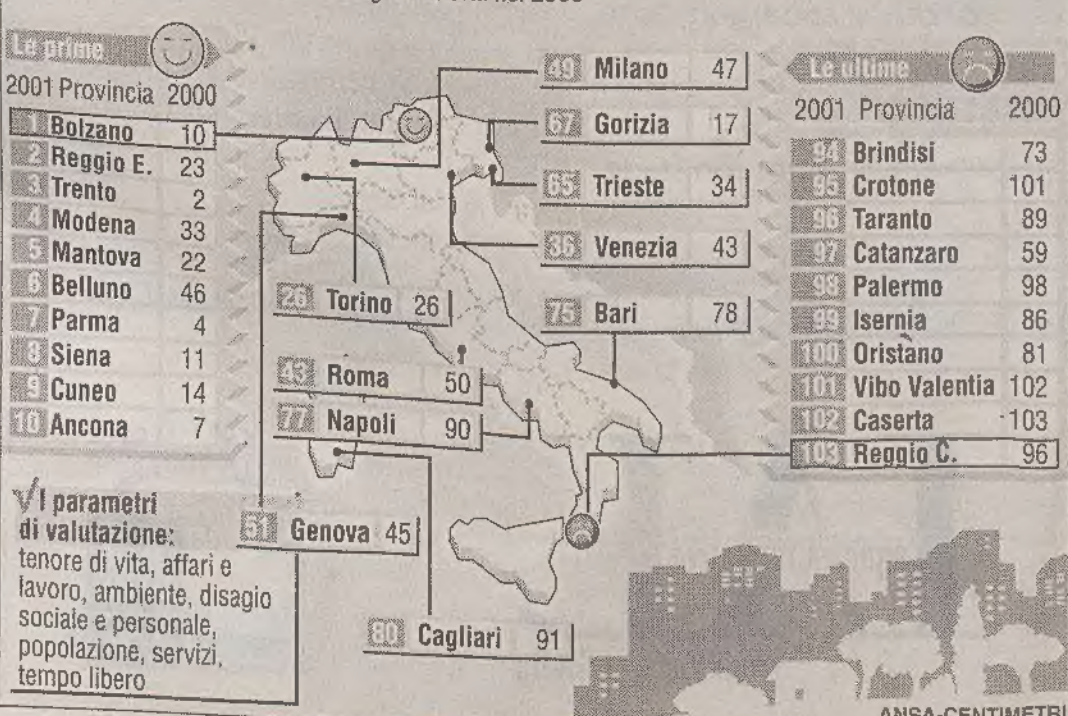 nel 2000
Le prime
2001 Provincia 2000
1 Bolzano 10
2 Reggio E. 23
3 Trento 2
4 Modena 33
5 Mantova 22
6 Belluno 46
7 Parma 4
8 Siena 11
9 Cuneo 14
10 Ancona 7
√ I parametri
di valutazione:
tenore di vita, affari e
lavoro, ambiente, disagio
sociale e personale,
popolazione, servizi,
tempo libero
49 Milano 47
67 Gorizia 17
65 Trieste 34
36 Venezia 43
26 Torino 26
75 Bari 78
43 Roma 50
77 Napoli 90
51 Genova 45
80 Cagliari 91
Le ultime
2001 Provincia 2000
94 Brindisi 73
95 Crotone 101
96 Taranto 89
97 Catanzaro 59
98 Palermo 98
99 Isernia 86
100 Oristano 81
101 Vibo Valentia 102
102 Caserta 103
103 Reggio C. 96
ANSA-CENTIMETRI